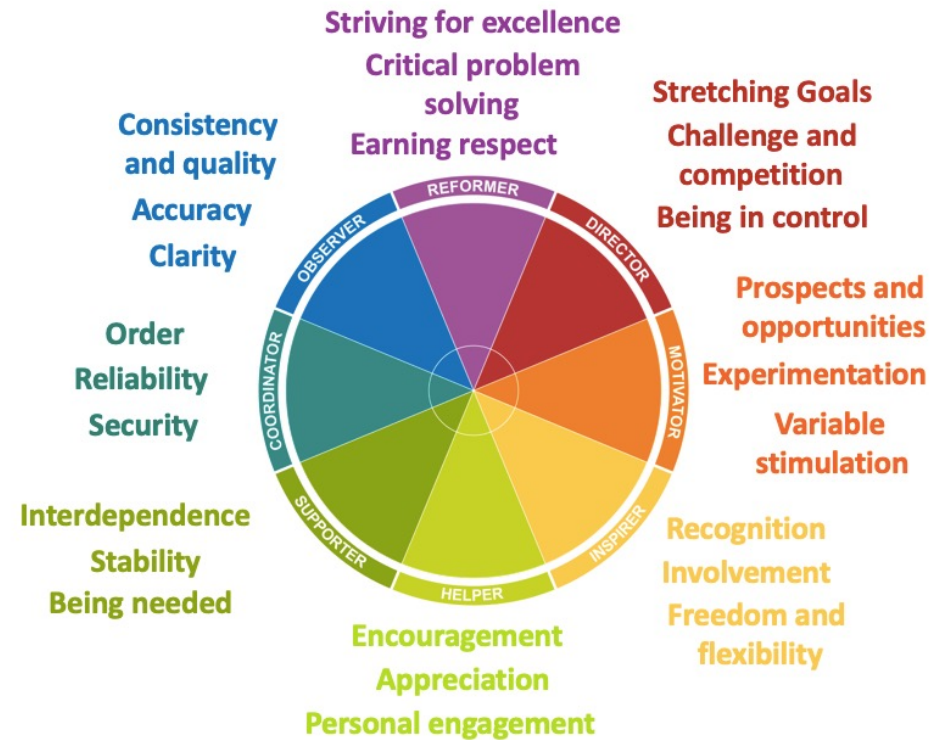 Striving for excellence
Critical problem
solving
Earning respect
Stretching Goals
Challenge and
competition
Being in control
Prospects and
opportunities
Experimentation
Variable
stimulation
Recognition
Involvement
Freedom and
flexibility
Encouragement
Appreciation
Personal engagement
Interdependence
Stability
Being needed
Order
Reliability
Security
Consistency
and quality
Accuracy
Clarity
REFORMER
DIRECTOR
MOTIVATOR
INSPIRER
HELPER
SUPPORTER
COORDINATOR
OBSERVER